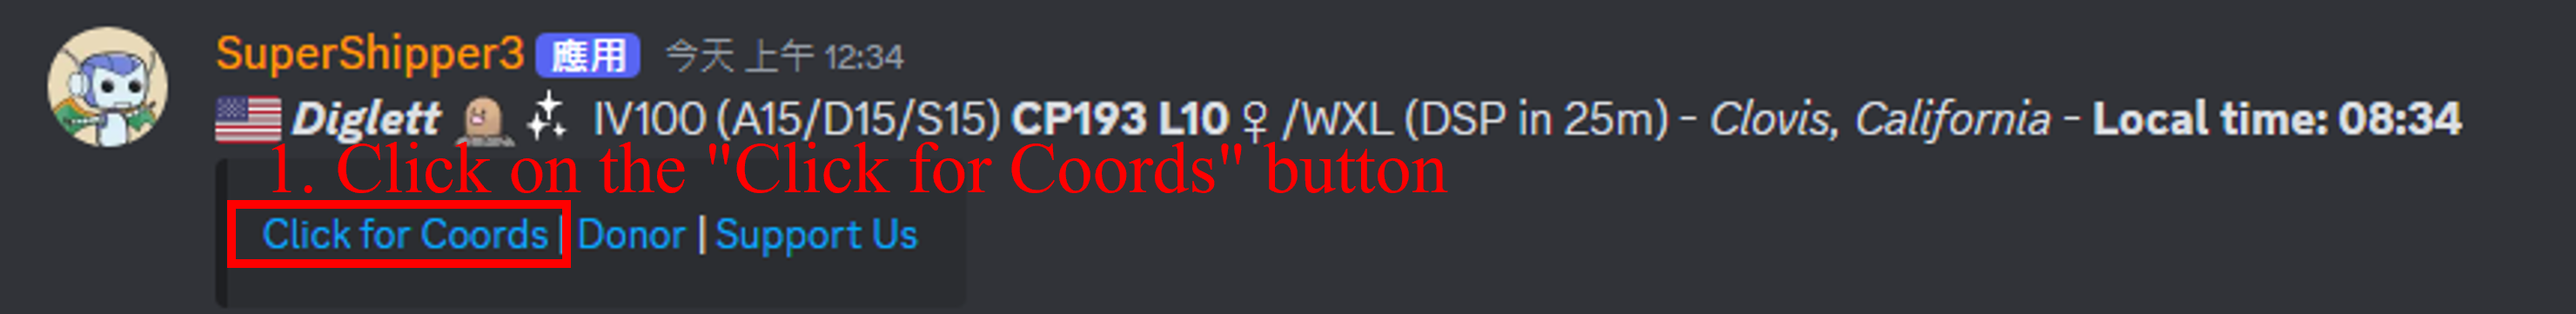 SuperShipper3 應用 今天 上午 12:34
Diglett IV100 (A15/D15/S15) CP193 L10♀ /WXL (DSP in 25m) - Clovis, California - Local time: 08:34
1. Click on the "Click for Coords" button
Click for Coords | Donor | Support Us